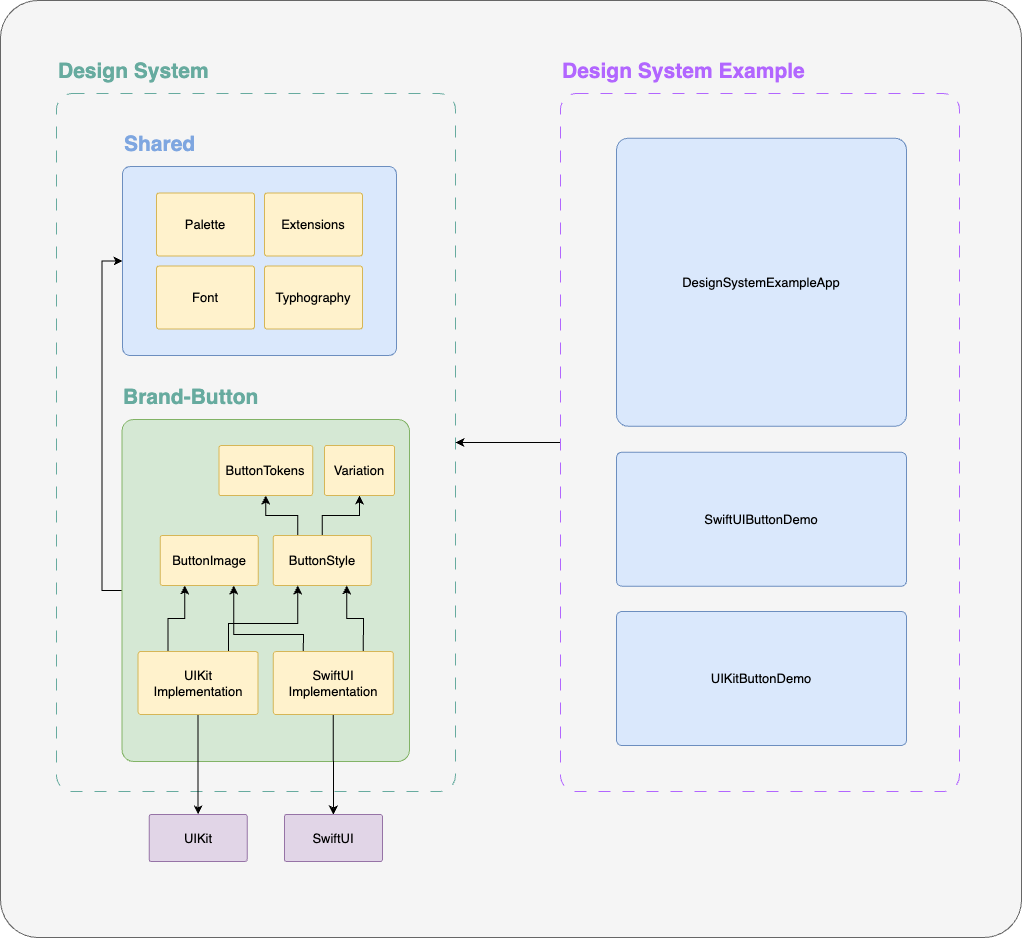 Design System
Shared
Palette
Extensions
Font
Typhography
Brand-Button
ButtonTokens
Variation
ButtonImage
ButtonStyle
UIKit
Implementation
SwiftUI
Implementation
UIKit
SwiftUI
Design System Example
DesignSystemExampleApp
SwiftUIButtonDemo
UIKitButtonDemo